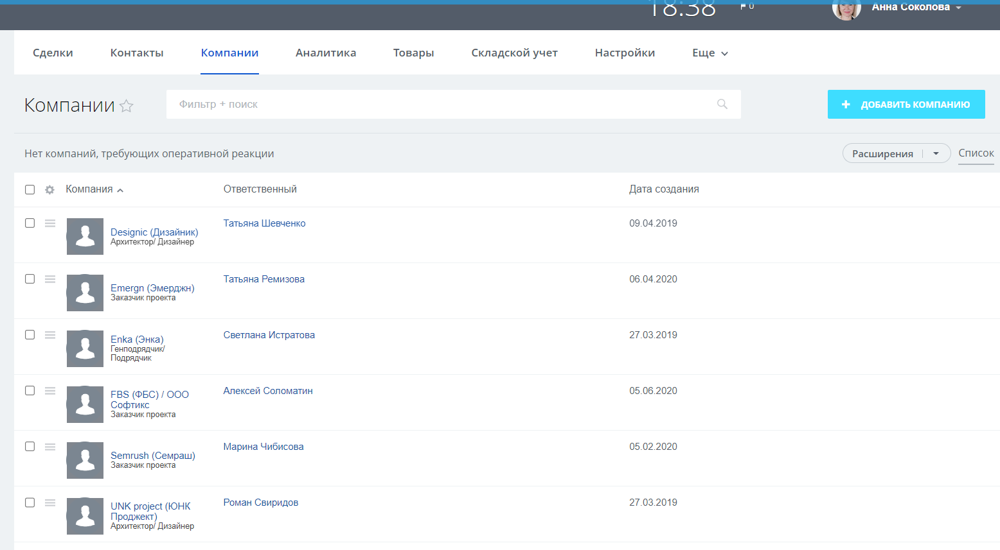 18:38
0
Анна Соколова
Сделки
Контакты
Компании
Аналитика
Товары
Складской учет
Настройки
Еще
Компании
Фильтр + поиск
+ ДОБАВИТЬ КОМПАНИЮ
Нет компаний, требующих оперативной реакции
Расширения
Список
Компания
Ответственный
Дата создания
Designic (Дизайник)
Архитектор/ Дизайнер
Татьяна Шевченко
09.04.2019
Emergn (Эмерджн)
Заказчик проекта
Татьяна Ремизова
06.04.2020
Enka (Энка)
Генподрядчик/
Подрядчик
Светлана Истратова
27.03.2019
FBS (ФБС) / ООО
Софтикс
Заказчик проекта
Алексей Соломатин
05.06.2020
Semrush (Семраш)
Заказчик проекта
Марина Чибисова
05.02.2020
UNK project (ЮНК
Проджект)
Архитектор/ Дизайнер
Роман Свиридов
27.03.2019